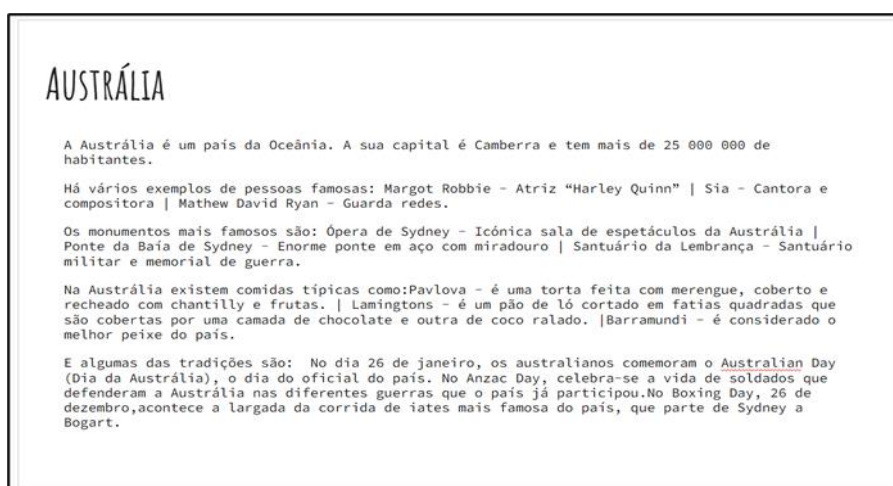 AUSTRÁLIA
A Austrália é um país da Oceânia. A sua capital é Camberra e tem mais de 25 000 000 de
habitantes.
Há vários exemplos de pessoas famosas: Margot Robbie – Atriz “Harley Quinn” | Sia – Cantora e
compositora | Mathew David Ryan – Guarda redes.
Os monumentos mais famosos são: Ópera de Sydney – Icónica sala de espetáculos da Austrália |
Ponte da Baía de Sydney – Enorme ponte em aço com miradouro | Santuário da Lembrança – Santuário
militar e memorial de guerra.
Na Austrália existem comidas típicas como:Pavlova – é uma torta feita com merengue, coberto e
recheado com chantilly e frutas. | Lamingtons – é um pão de ló cortado em fatias quadradas que
são cobertas por uma camada de chocolate e outra de coco ralado. |Barramundi – é considerado o
melhor peixe do país.
E algumas das tradições são:  No dia 26 de janeiro, os australianos comemoram o Australian Day
(Dia da Austrália), o dia do oficial do país. No Anzac Day, celebra-se a vida de soldados que
defenderam a Austrália nas diferentes guerras que o país já participou.No Boxing Day, 26 de
dezembro,acontece a largada da corrida de iates mais famosa do país, que parte de Sydney a
Bogart.